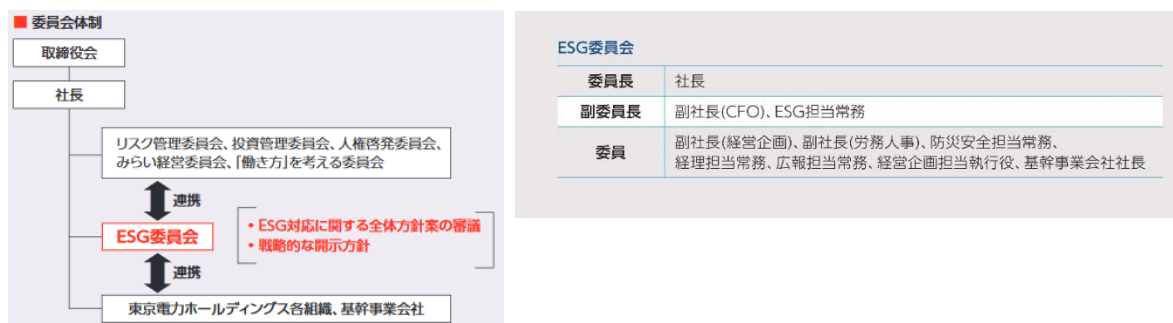 ■ 委員会体制
取締役会
社長
リスク管理委員会、投資管理委員会、人権啓発委員会、
みらい経営委員会、「働き方」を考える委員会
連携
ESG委員会
・ESG対応に関する全体方針案の審議
・戦略的な開示方針
連携
東京電力ホールディングス各組織、基幹事業会社
ESG委員会
委員長 社長
副委員長 副社長(CFO)、ESG担当常務
委員 副社長(経営企画)、副社長(労務人事)、防災安全担当常務、
経理担当常務、広報担当常務、経営企画担当執行役、基幹事業会社社長